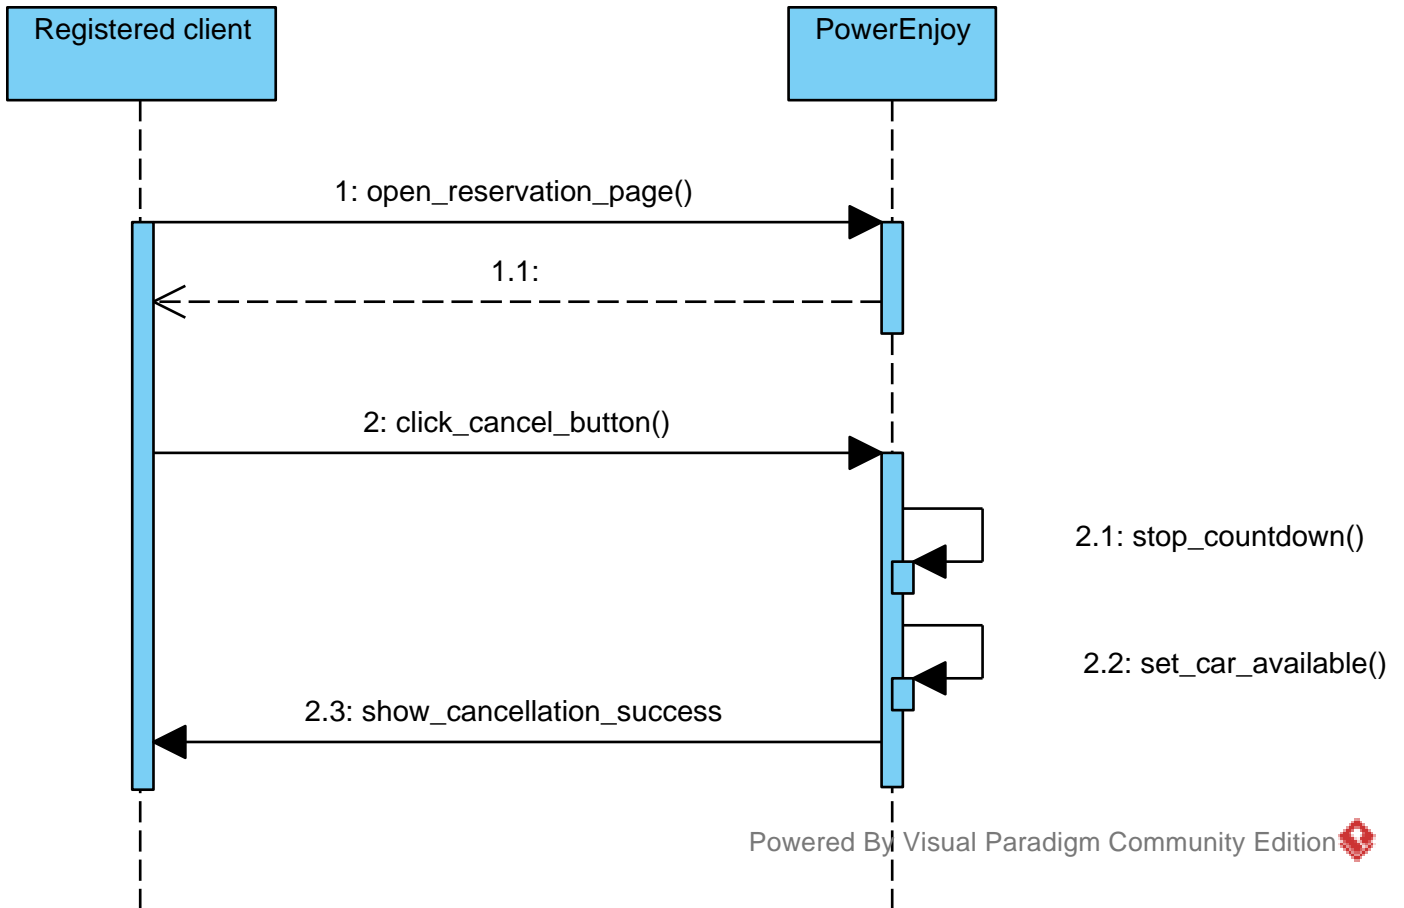 Registered client
PowerEnjoy
1: open_reservation_page()
1.1:
2: click_cancel_button()
2.1: stop_countdown()
2.2: set_car_available()
2.3: show_cancellation_success
Powered By Visual Paradigm Community Edition